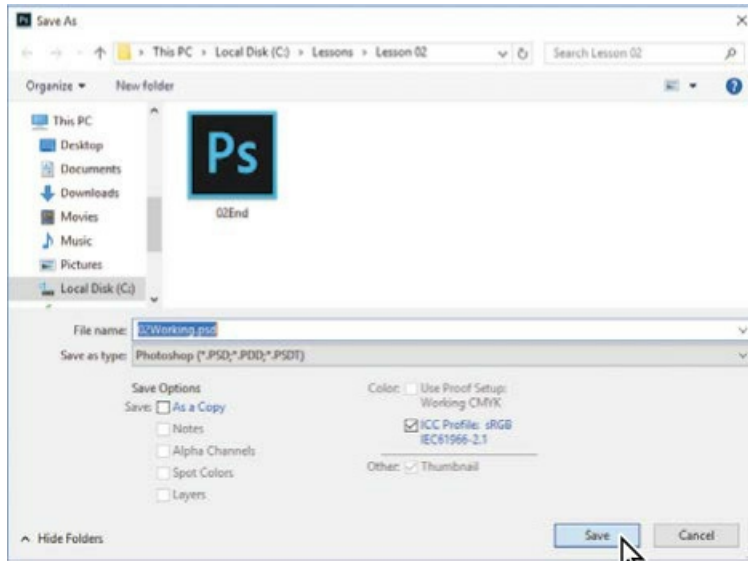 Save As
This PC › Local Disk (C:) › Lessons › Lesson 02
Search Lesson 02
Organize
New folder
This PC
Desktop
Documents
Downloads
Movies
Music
Pictures
Local Disk (C:)
Ps
02End
File name: 02Working.psd
Save as type: Photoshop (*.PSD;*.PDD;*.PSDT)
Save Options
Save: As a Copy
Notes
Alpha Channels
Spot Colors
Layers
Color: Use Proof Setup:
Working CMYK
ICC Profile: sRGB
IEC61966-2.1
Other: Thumbnail
Hide Folders
Save
Cancel